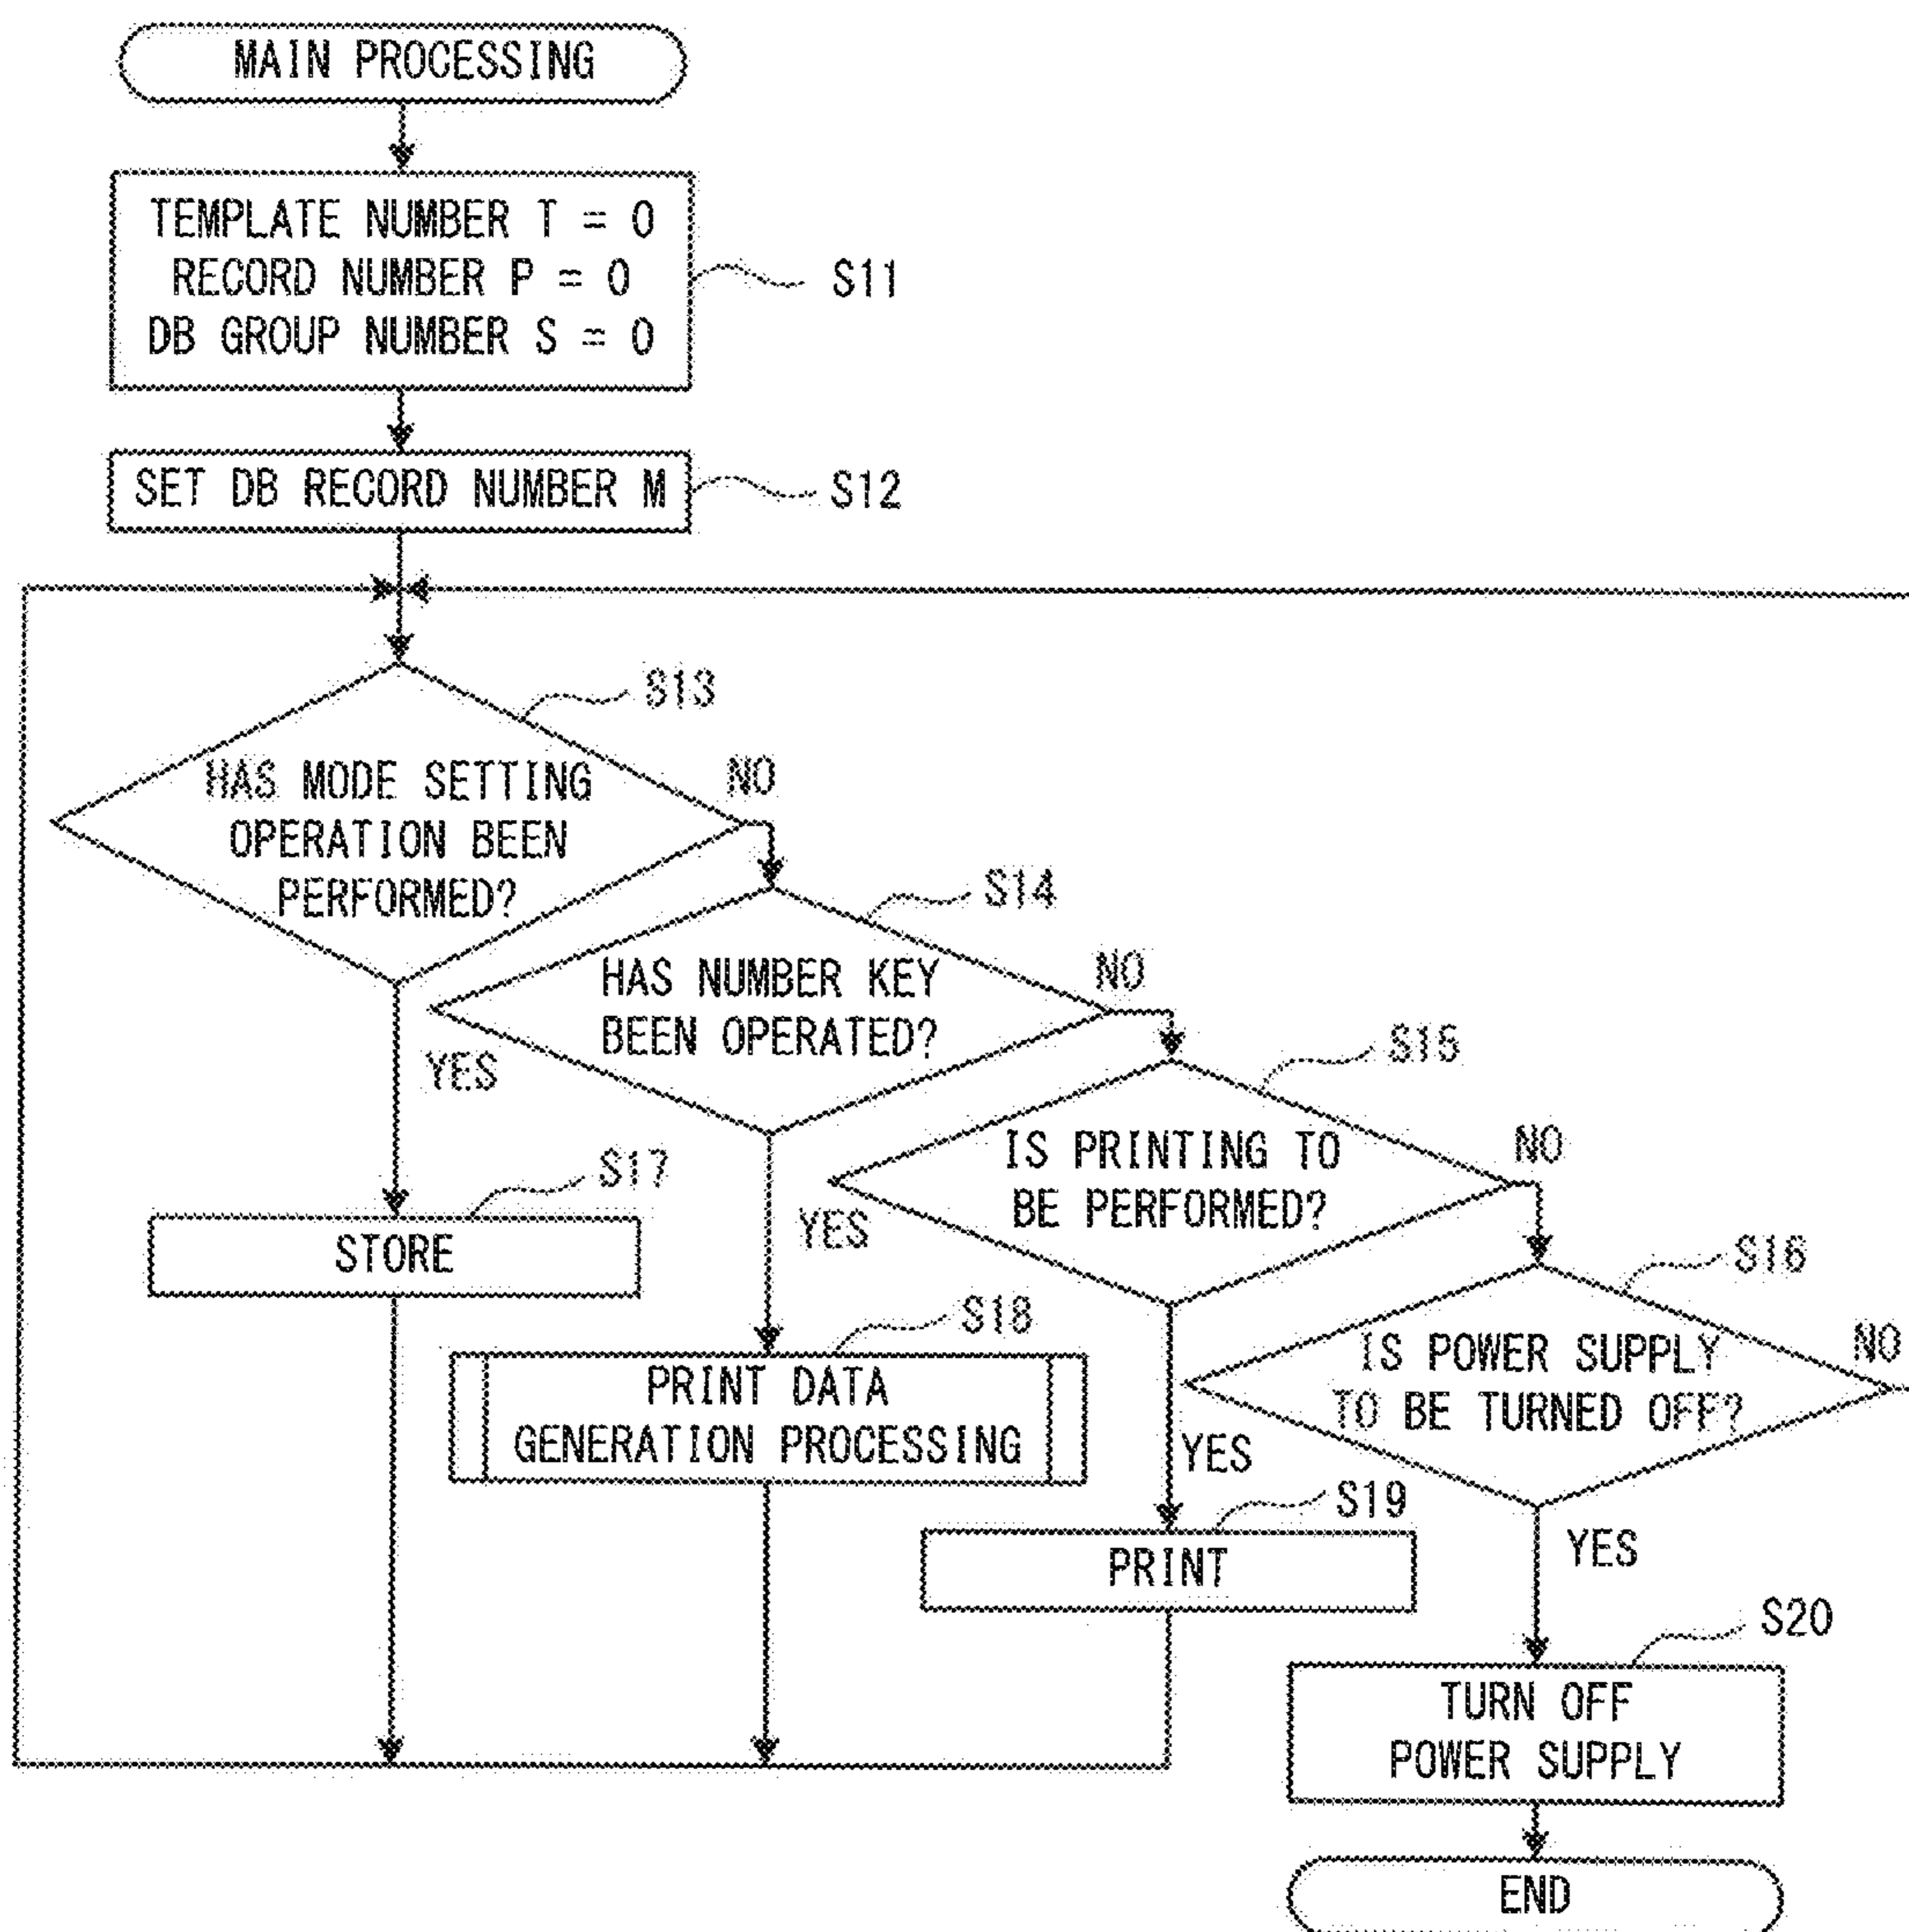 MAIN PROCESSING
TEMPLATE NUMBER T = 0
RECORD NUMBER P = 0
DB GROUP NUMBER S = 0
S11
SET DB RECORD NUMBER M
S12
S13
HAS MODE SETTING
OPERATION BEEN
PERFORMED?
NO
YES
S14
HAS NUMBER KEY
BEEN OPERATED?
NO
YES
S15
IS PRINTING TO
BE PERFORMED?
NO
YES
S16
IS POWER SUPPLY
TO BE TURNED OFF?
NO
YES
S17
STORE
S18
PRINT DATA
GENERATION PROCESSING
S19
PRINT
S20
TURN OFF
POWER SUPPLY
END